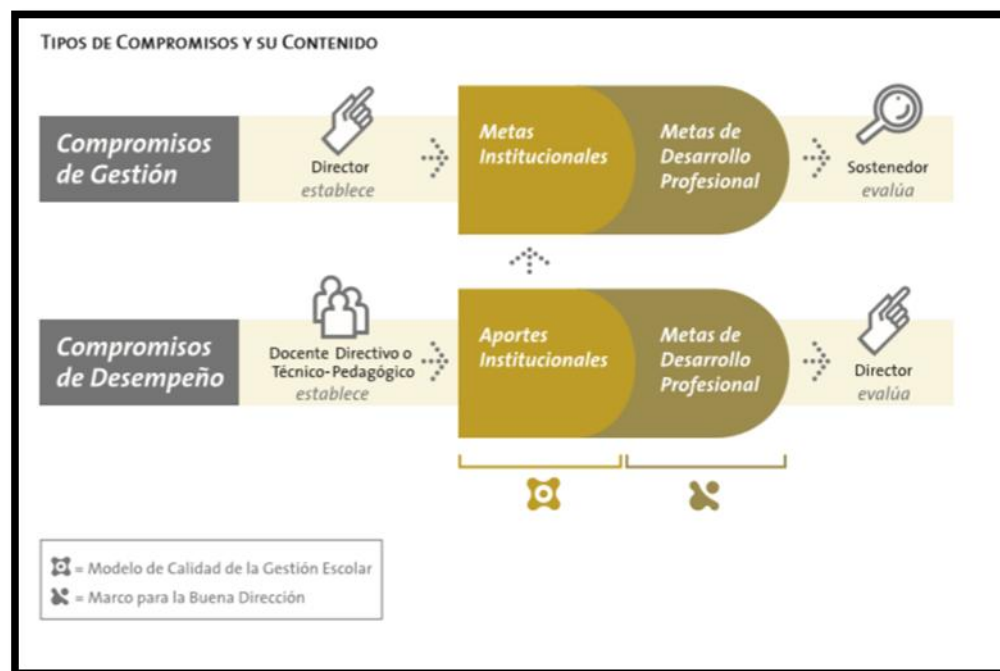 TIPOS DE COMPROMISOS Y SU CONTENIDO
Compromisos
de Gestión
Director
establece
Metas
Institucionales
Metas de
Desarrollo
Profesional
Sostenedor
evalúa
Compromisos
de Desempeño
Docente Directivo o
Técnico-Pedagógico
establece
Aportes
Institucionales
Metas de
Desarrollo
Profesional
Director
evalúa
= Modelo de Calidad de la Gestión Escolar
= Marco para la Buena Dirección